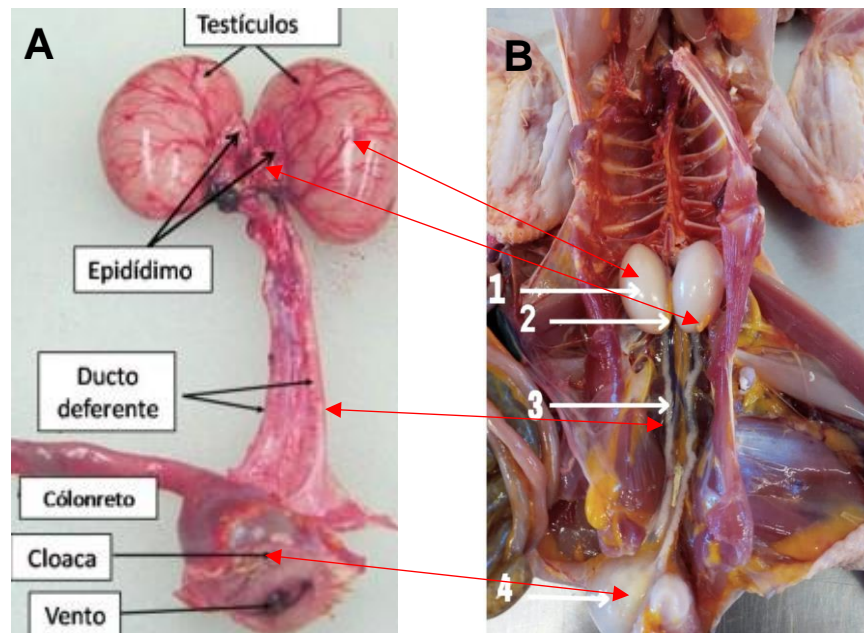 A
Testículos
Epidídimo
Ducto
deferente
Cólonreto
Cloaca
Vento
B
1
2
3
4